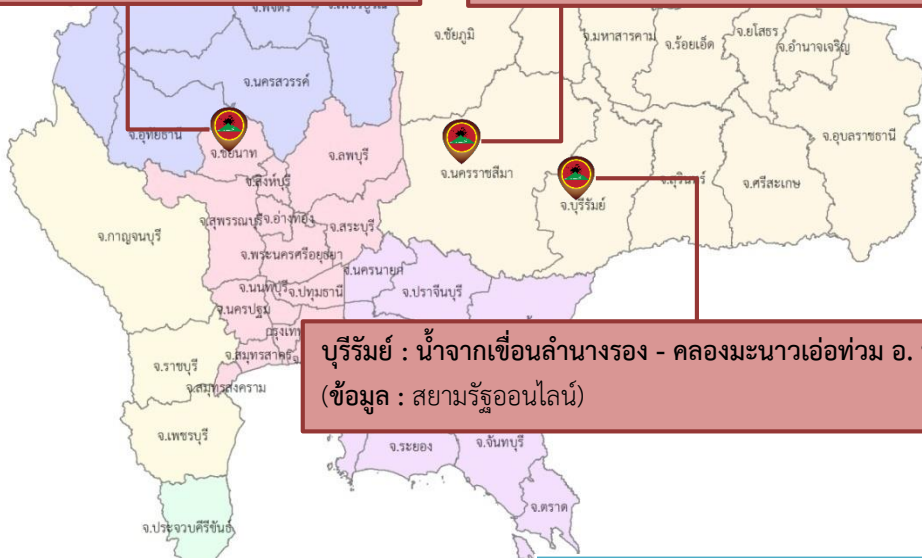 จ.ชัยภูมิ
จ.มหาสารคาม
จ.ร้อยเอ็ด
จ.ยโสธร
จ.อำนาจเจริญ
จ.นครสวรรค์
จ.อุทัยธานี
จ.ชัยนาท
จ.ลพบุรี
จ.นครราชสีมา
จ.อุบลราชธานี
จ.สิงห์บุรี
จ.สุรินทร์
จ.ศรีสะเกษ
จ.บุรีรัมย์
จ.สุพรรณบุรี
จ.อ่างทอง
จ.สระบุรี
จ.กาญจนบุรี
จ.พระนครศรีอยุธยา
จ.นครนายก
จ.นนทบุรี
จ.ปทุมธานี
จ.ปราจีนบุรี
จ.นครปฐม
บุรีรัมย์ : น้ำจากเขื่อนลำนางรอง - คลองมะนาวเอ่อท่วม อ.
(ข้อมูล : สยามรัฐออนไลน์)
จ.ราชบุรี
จ.สมุทรสาคร
จ.สมุทรสงคราม
จ.เพชรบุรี
จ.ระยอง
จ.จันทบุรี
จ.ตราด
จ.ประจวบคีรีขันธ์